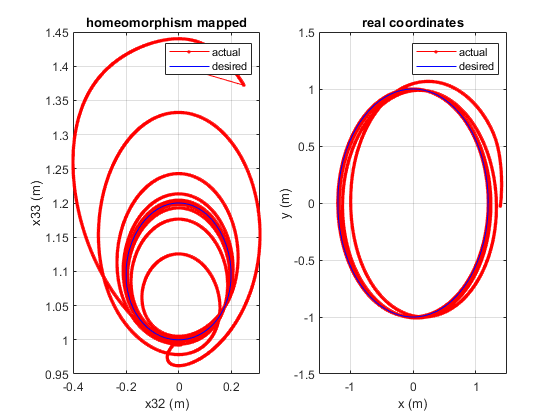 homeomorphism mapped
1.45
1.4
1.35
1.3
1.25
1.2
1.15
1.1
1.05
1
0.95
x33 (m)
-0.4
-0.2
0
0.2
x32 (m)
actual
desired
real coordinates
1.5
1
0.5
0
-0.5
-1
-1.5
y (m)
-1
0
1
x (m)
actual
desired